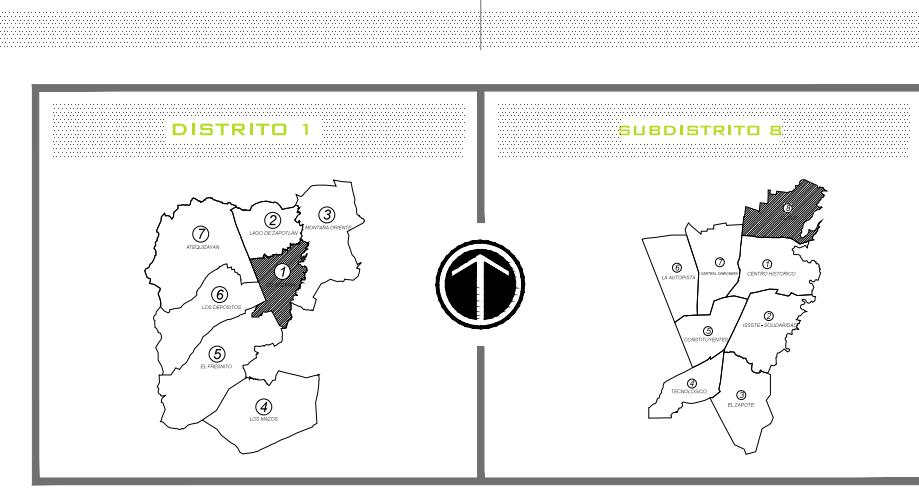 DISTRITO 1
3
MONTAÑA ORIENTE
2
LAGO DE ZAPOTLÁN
7
ATEQUIZAYAN
1
6
LOS DEPOSITOS
5
EL FRESNITO
4
LOS MAZOS
SUBDISTRITO 8
8
7
CENTRAL CAMIONERA
1
CENTRO HISTORICO
6
LA AUTOPISTA
2
ISSSTE - SOLIDARIDAD
5
CONSTITUYENTES
4
TECNOLOGICO
3
EL ZAPOTE